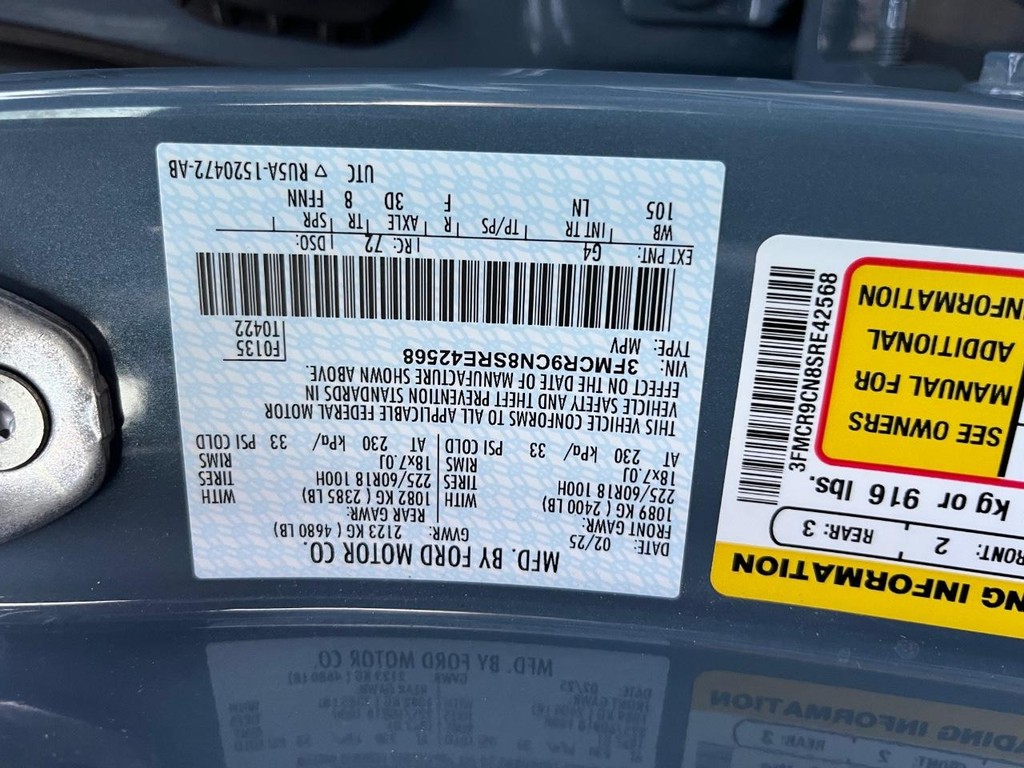 MFD. BY FORD MOTOR CO.
DATE: 02/25
GVWR: 2123 KG ( 4680 LB)
FRONT GAWR:
REAR GAWR:
1089 KG ( 2400 LB)
WITH
1082 KG ( 2385 LB)
WITH
225/60R18 100H
TIRES
225/60R18 100H
TIRES
18x7.0J
RIMS
18x7.0J
RIMS
AT 230 kPa/ 33 PSI COLD
AT 230 kPa/ 33 PSI COLD
THIS VEHICLE CONFORMS TO ALL APPLICABLE FEDERAL MOTOR
VEHICLE SAFETY AND THEFT PREVENTION STANDARDS IN
EFFECT ON THE DATE OF MANUFACTURE SHOWN ABOVE.
VIN: 3FMCR9CN8SRE42568
TYPE: MPV
F0135
T0422
EXT PNT: G4
RC: 72
DSO:
WB INT TR TP/PS R AXLE TR SPR
105 LN F 3D 8 FFNN
UTC ▽ RU5A-1520472-AB
NG INFORMATION
RONT: 2
REAR: 3
kg or 916 lbs.
SEE OWNERS
MANUAL FOR
ADDITIONAL
INFORMATION
3FMCR9CN8SRE42568